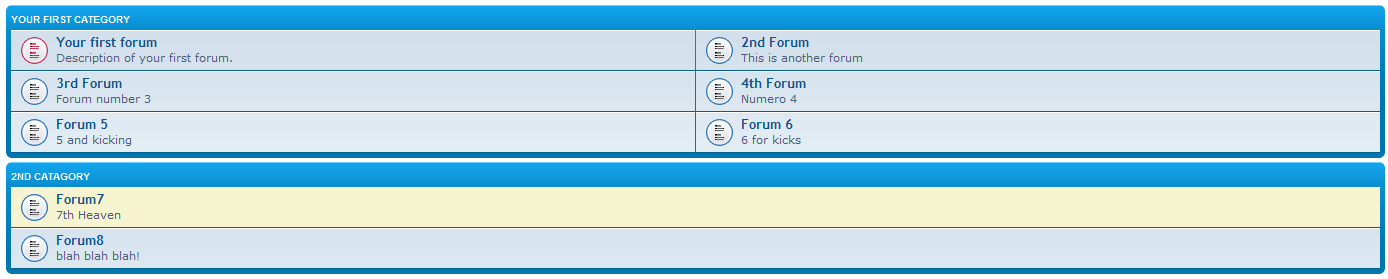 YOUR FIRST CATEGORY
Your first forum
Description of your first forum.
2nd Forum
This is another forum
3rd Forum
Forum number 3
4th Forum
Numero 4
Forum 5
5 and kicking
Forum 6
6 for kicks
2ND CATAGORY
Forum7
7th Heaven
Forum8
blah blah blah!